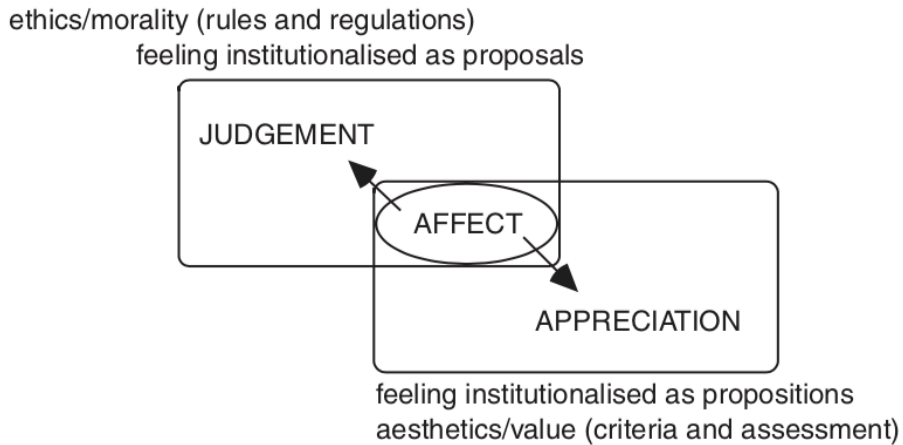 ethics/morality (rules and regulations)
feeling institutionalised as proposals
JUDGEMENT
AFFECT
APPRECIATION
feeling institutionalised as propositions
aesthetics/value (criteria and assessment)